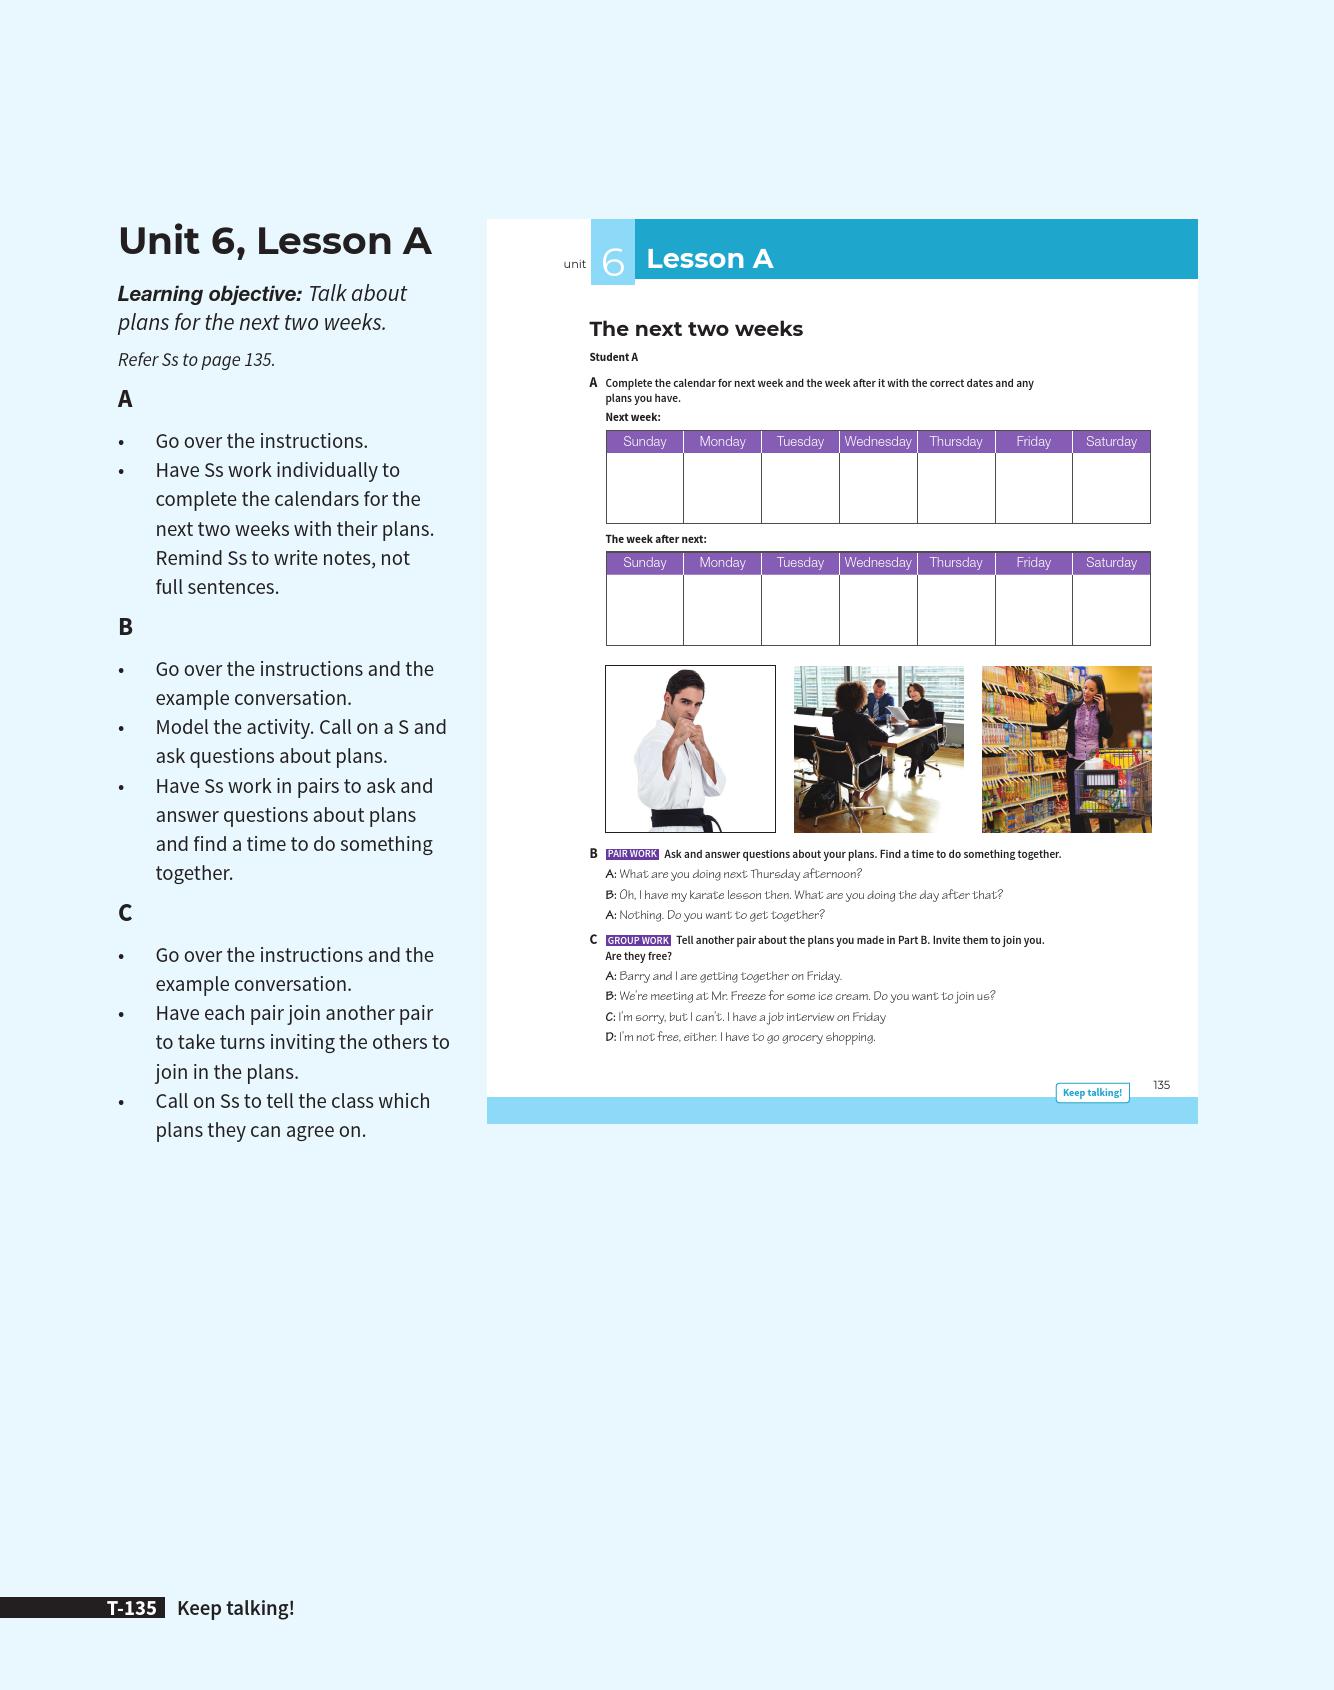 Unit 6, Lesson A
Learning objective: Talk about
plans for the next two weeks.
Refer Ss to page 135.
A
• Go over the instructions.
• Have Ss work individually to
complete the calendars for the
next two weeks with their plans.
Remind Ss to write notes, not
full sentences.
B
• Go over the instructions and the
example conversation.
• Model the activity. Call on a S and
ask questions about plans.
• Have Ss work in pairs to ask and
answer questions about plans
and find a time to do something
together.
C
• Go over the instructions and the
example conversation.
• Have each pair join another pair
to take turns inviting the others to
join in the plans.
• Call on Ss to tell the class which
plans they can agree on.
unit 6 Lesson A
The next two weeks
Student A
A Complete the calendar for next week and the week after it with the correct dates and any
plans you have.
Next week:
Sunday Monday Tuesday Wednesday Thursday Friday Saturday
The week after next:
Sunday Monday Tuesday Wednesday Thursday Friday Saturday
B PAIR WORK Ask and answer questions about your plans. Find a time to do something together.
A: What are you doing next Thursday afternoon?
B: Oh, I have my karate lesson then. What are you doing the day after that?
A: Nothing. Do you want to get together?
C GROUP WORK Tell another pair about the plans you made in Part B. Invite them to join you.
Are they free?
A: Barry and I are getting together on Friday.
B: We're meeting at Mr. Freeze for some ice cream. Do you want to join us?
C: I'm sorry, but I can't. I have a job interview on Friday
D: I'm not free, either. I have to go grocery shopping.
Keep talking! 135
T-135 Keep talking!